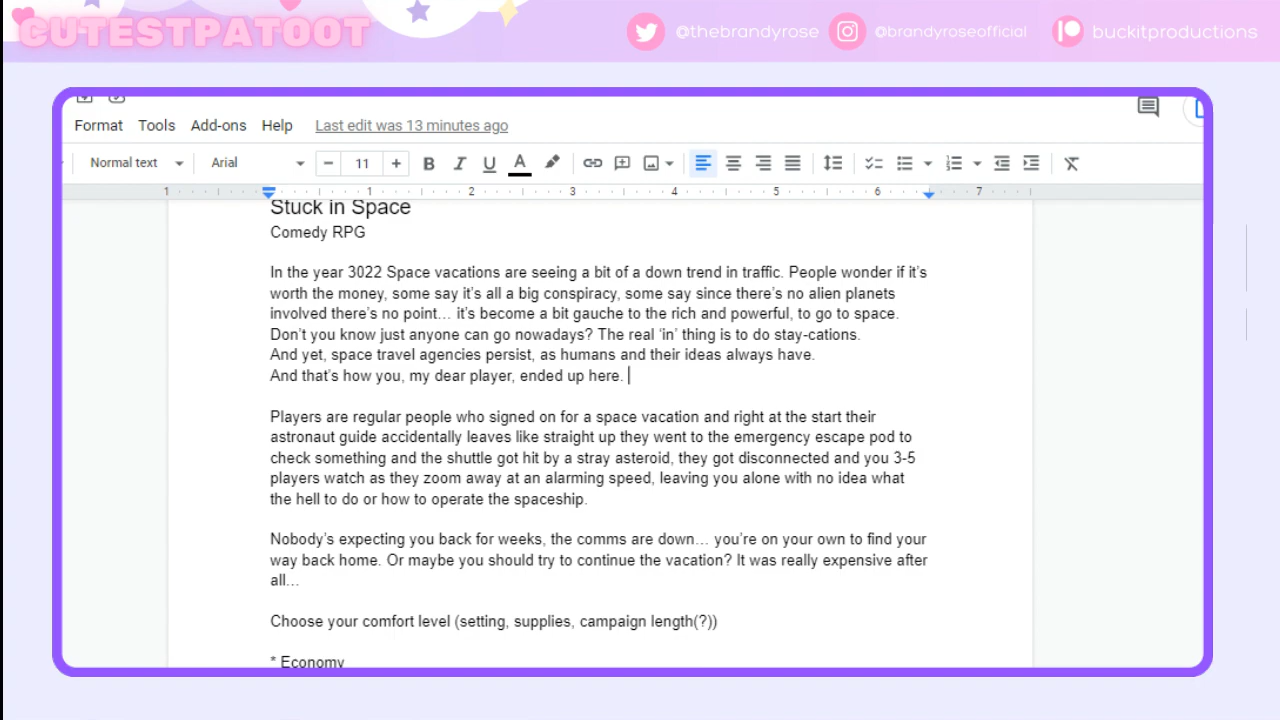 CUTESTPATOOT
@thebrandyrose
@brandyroseofficial
buckitproductions
Format Tools Add-ons Help Last edit was 13 minutes ago
Normal text Arial 11 B I U A
1 1 2 3 4 5 6 7
Stuck in Space
Comedy RPG
In the year 3022 Space vacations are seeing a bit of a down trend in traffic. People wonder if it's
worth the money, some say it's all a big conspiracy, some say since there's no alien planets
involved there's no point... it's become a bit gauche to the rich and powerful, to go to space.
Don't you know just anyone can go nowadays? The real 'in' thing is to do stay-cations.
And yet, space travel agencies persist, as humans and their ideas always have.
And that's how you, my dear player, ended up here.
Players are regular people who signed on for a space vacation and right at the start their
astronaut guide accidentally leaves like straight up they went to the emergency escape pod to
check something and the shuttle got hit by a stray asteroid, they got disconnected and you 3-5
players watch as they zoom away at an alarming speed, leaving you alone with no idea what
the hell to do or how to operate the spaceship.
Nobody's expecting you back for weeks, the comms are down... you're on your own to find your
way back home. Or maybe you should try to continue the vacation? It was really expensive after
all...
Choose your comfort level (setting, supplies, campaign length(?))
* Economy